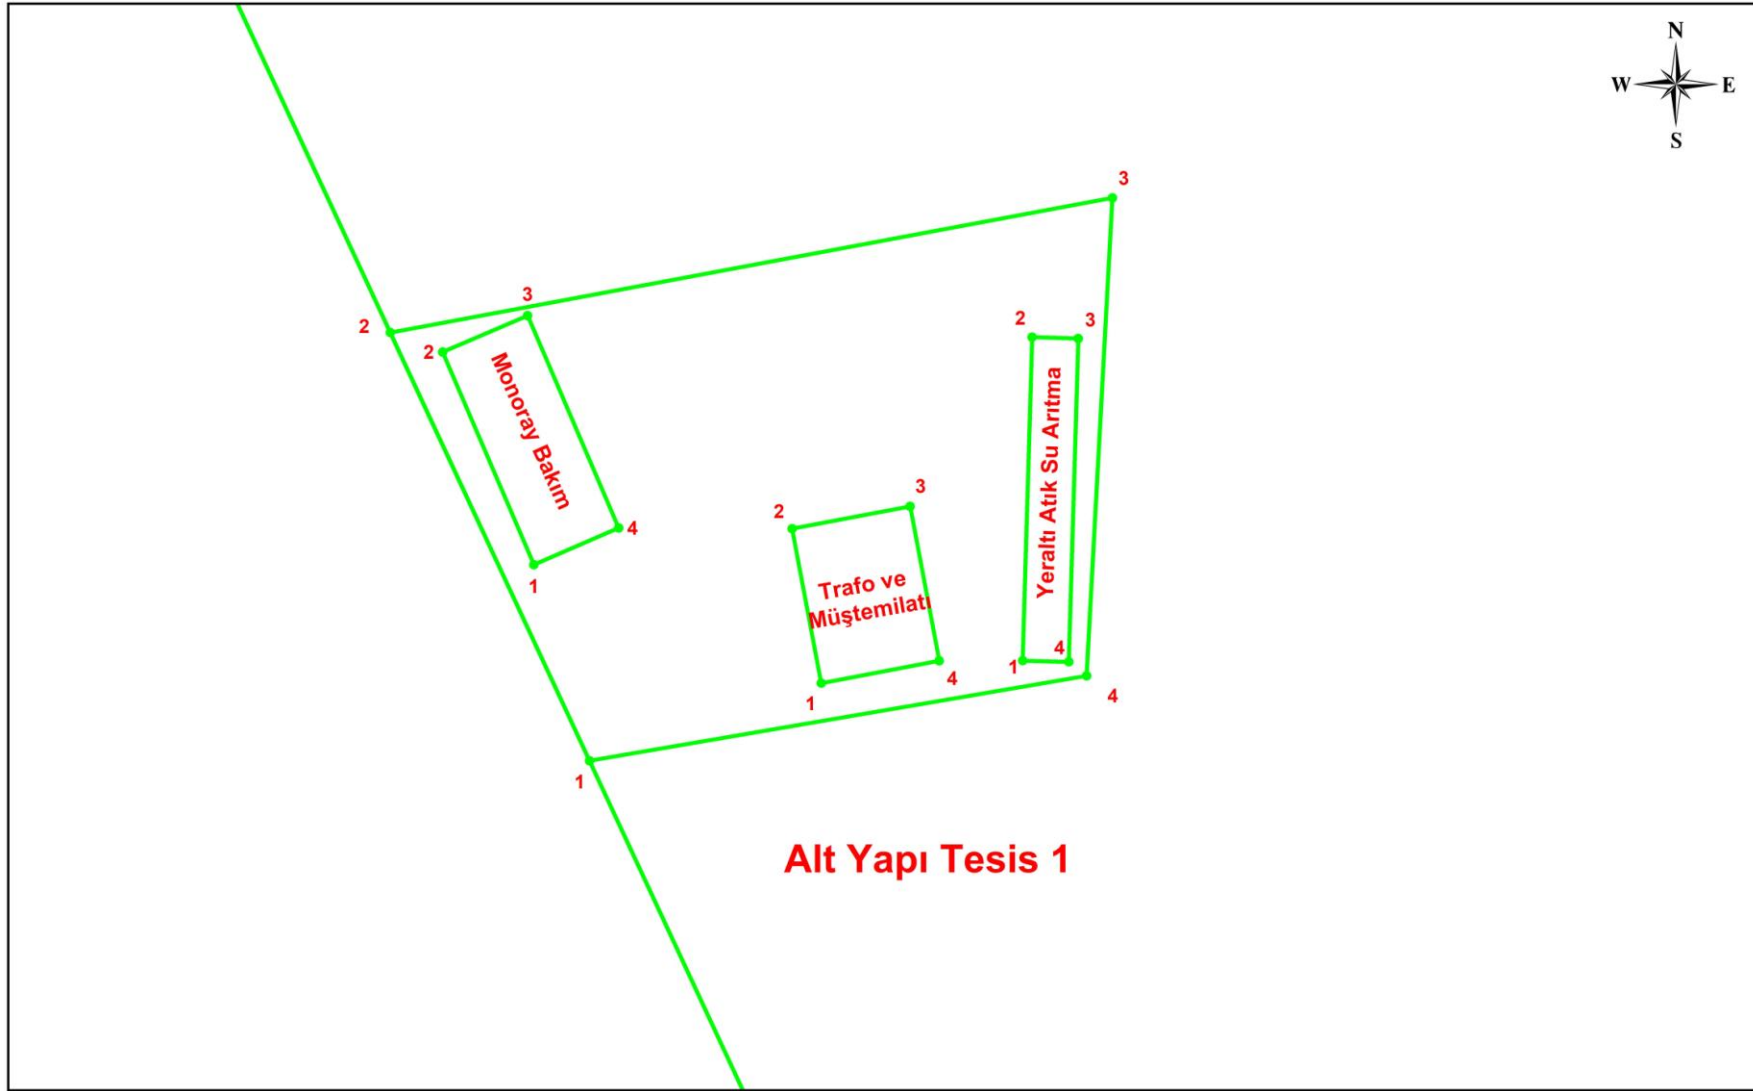 N
W E
S
3
3
2
2
Monoray Bakım
4
1
2 3
Yeraltı Atık Su Arıtma
1 4
2 3
Trafo ve
Müştemilatı
1 4
4
1
Alt Yapı Tesis 1